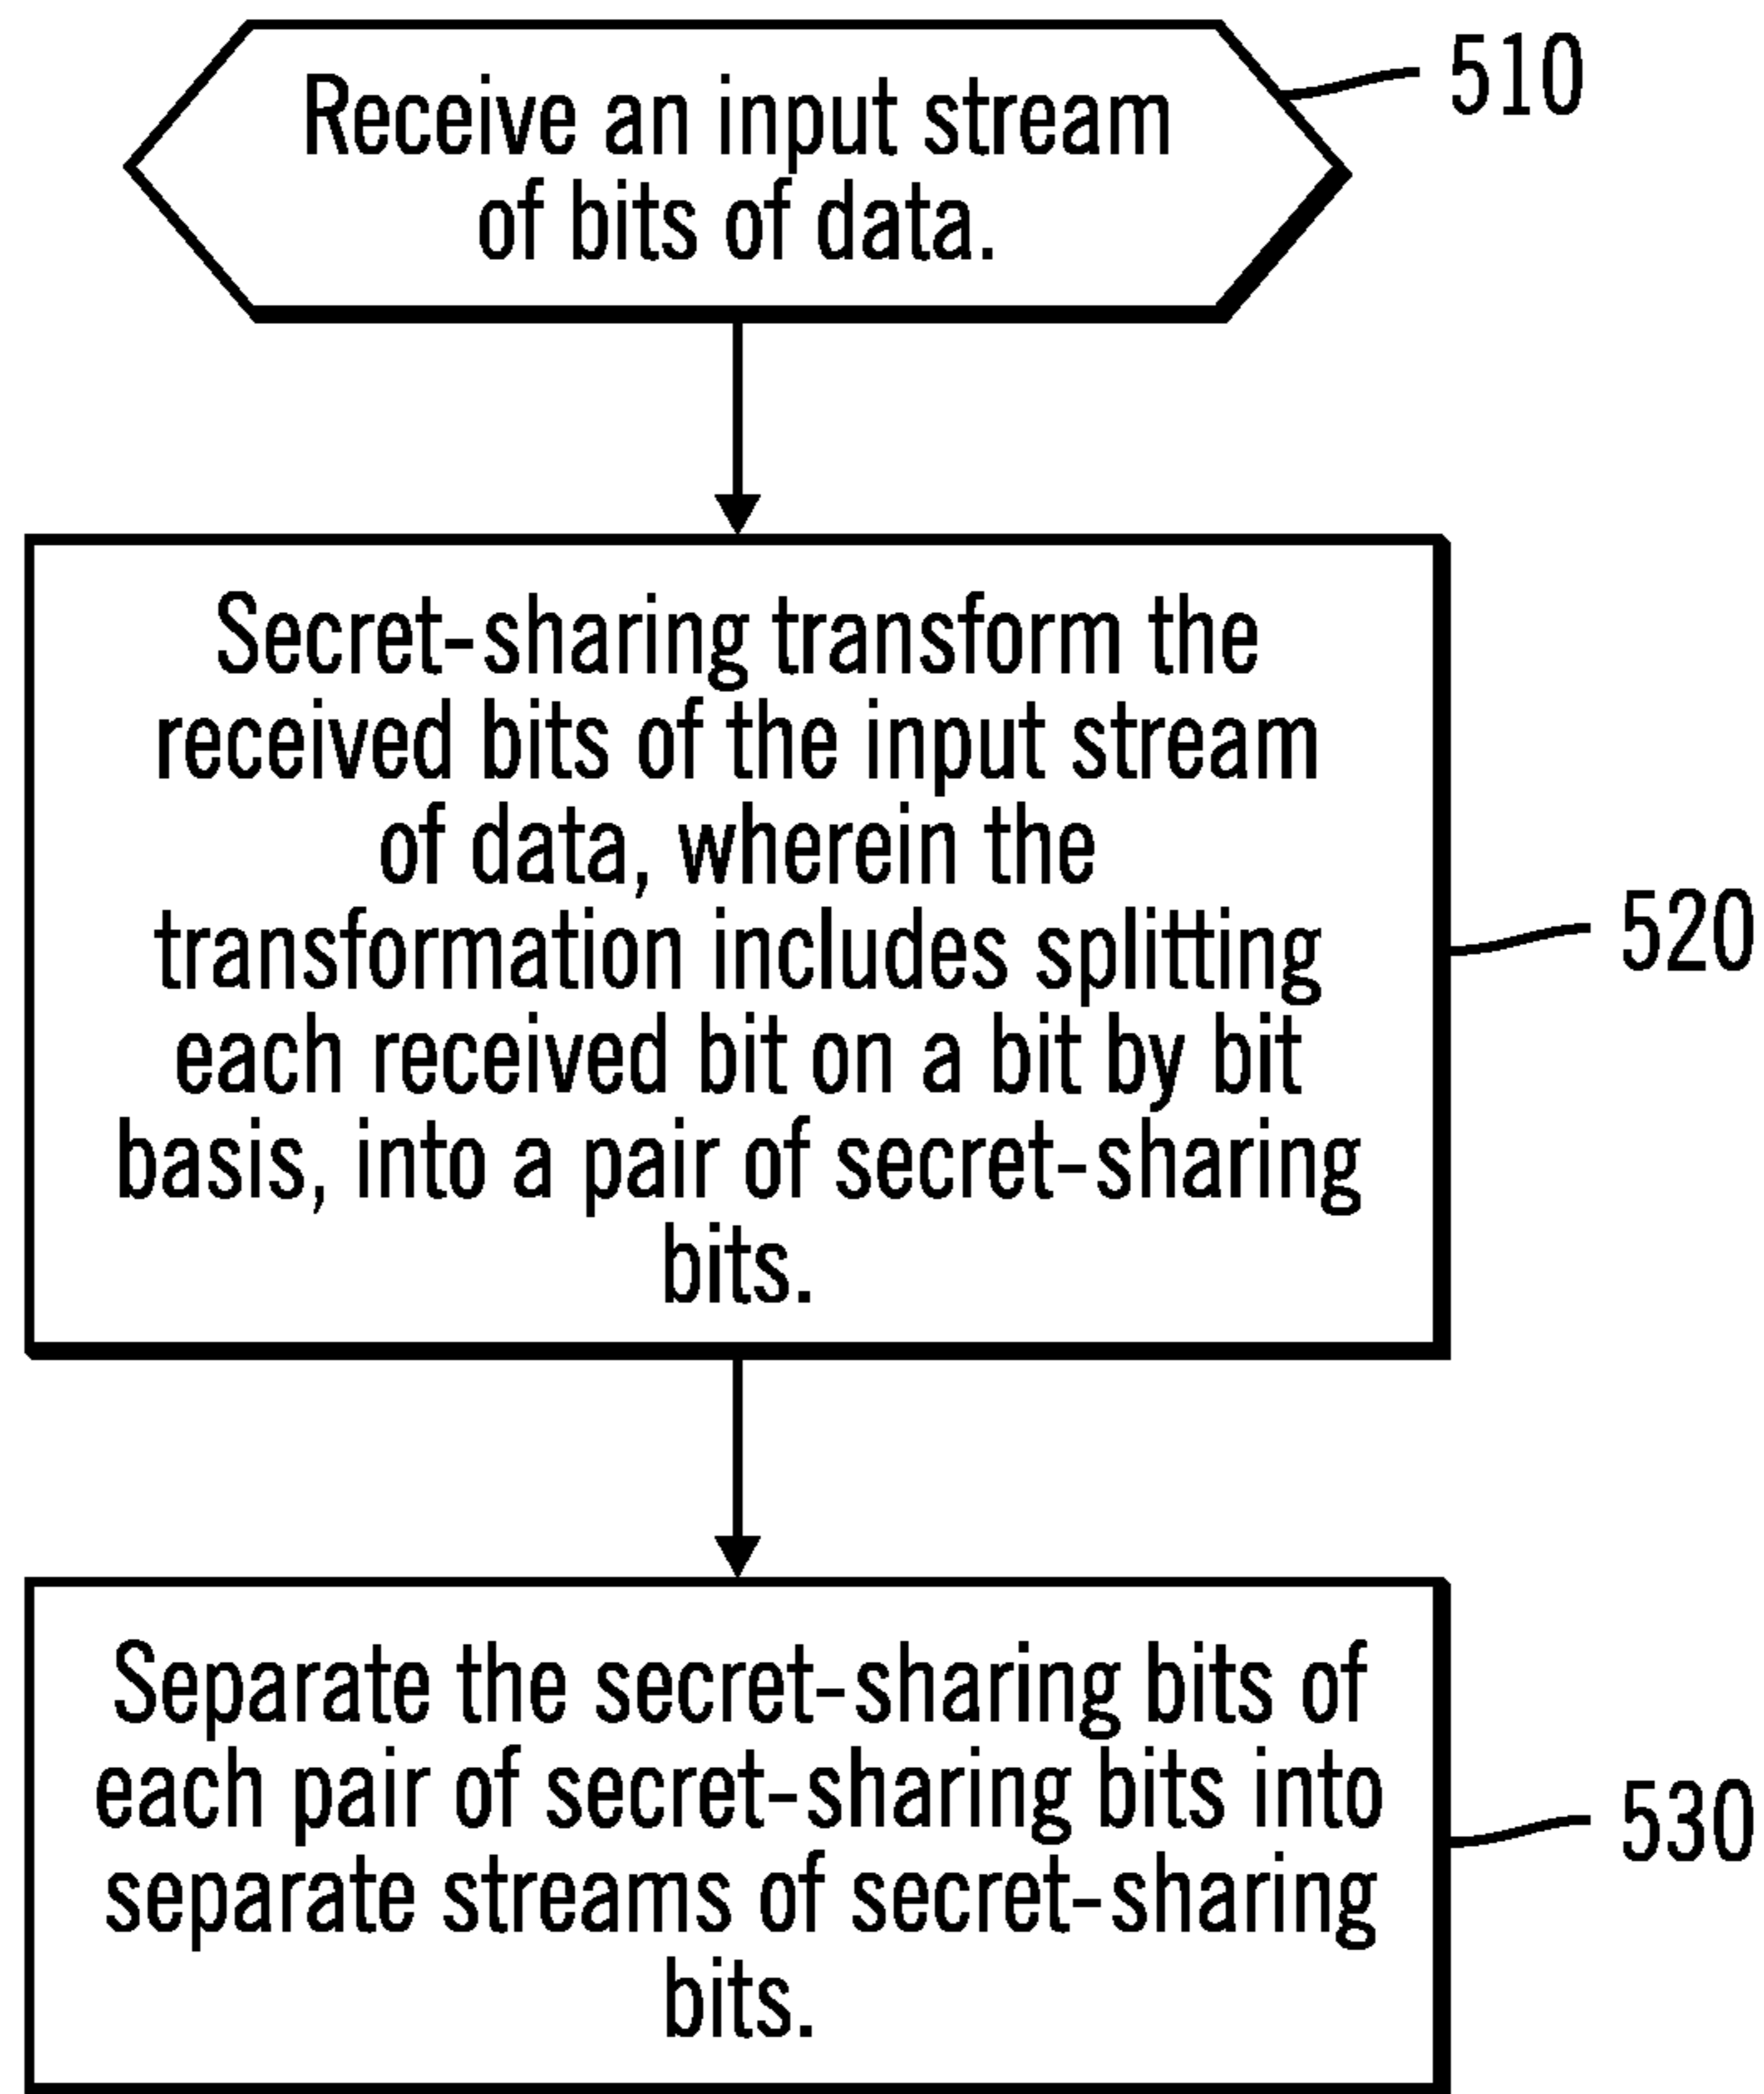 Receive an input stream
of bits of data.
510
Secret-sharing transform the
received bits of the input stream
of data, wherein the
transformation includes splitting
each received bit on a bit by bit
basis, into a pair of secret-sharing
bits.
520
Separate the secret-sharing bits of
each pair of secret-sharing bits into
separate streams of secret-sharing
bits.
530